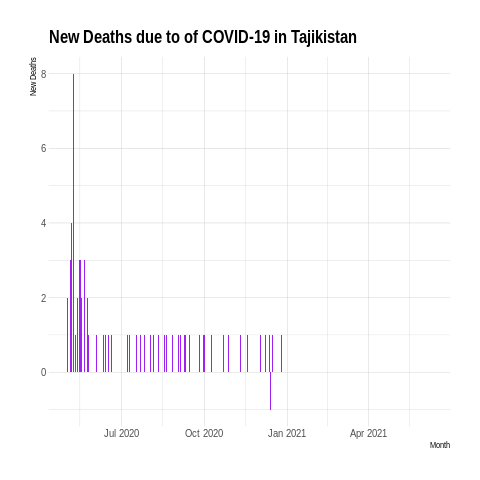 New Deaths due to of COVID-19 in Tajikistan
New Deaths
8
6
4
2
0
Jul 2020 Oct 2020 Jan 2021 Apr 2021
Month